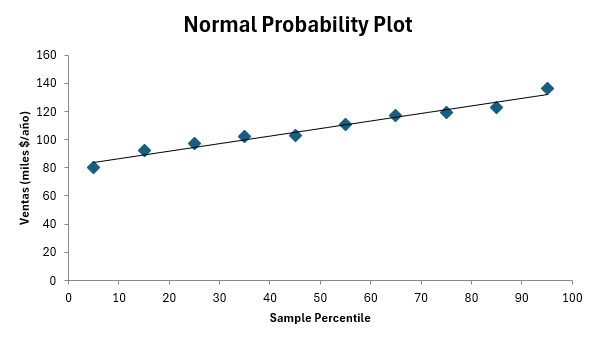 Normal Probability Plot
160
140
120
100
80
60
40
20
0
Ventas (miles $/año)
0 10 20 30 40 50 60 70 80 90 100
Sample Percentile